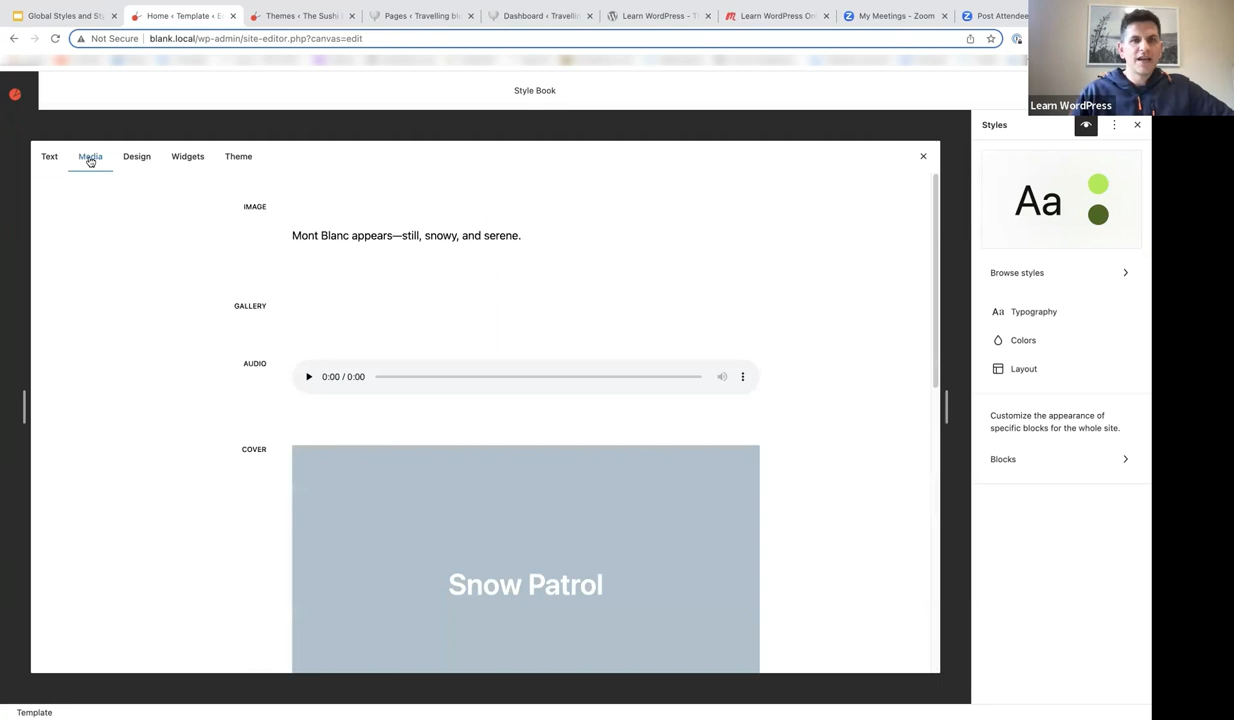 Global Styles and Sty
Home ‹ Template ‹ E
Themes ‹ The Sushi
Pages ‹ Travelling bl
Dashboard ‹ Travellin
Learn WordPress - T
Learn WordPress On
My Meetings - Zoom
Post Attendee
Not Secure
blank.local/wp-admin/site-editor.php?canvas=edit
Learn WordPress
Style Book
Styles
Text
Media
Design
Widgets
Theme
IMAGE
Mont Blanc appears—still, snowy, and serene.
GALLERY
AUDIO
0:00 / 0:00
COVER
Snow Patrol
Aa
Browse styles
Aa Typography
Colors
Layout
Customize the appearance of
specific blocks for the whole site.
Blocks
Template